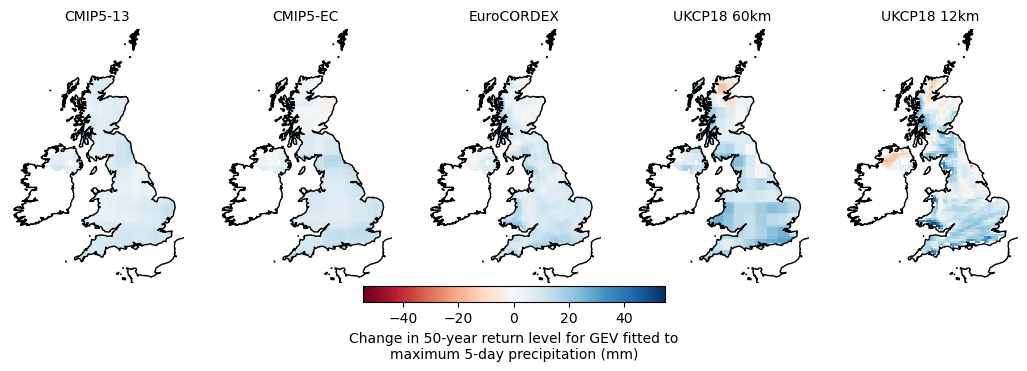 CMIP5-13 CMIP5-EC EuroCORDEX UKCP18 60km UKCP18 12km
−40 −20 0 20 40
Change in 50-year return level for GEV fitted to
maximum 5-day precipitation (mm)